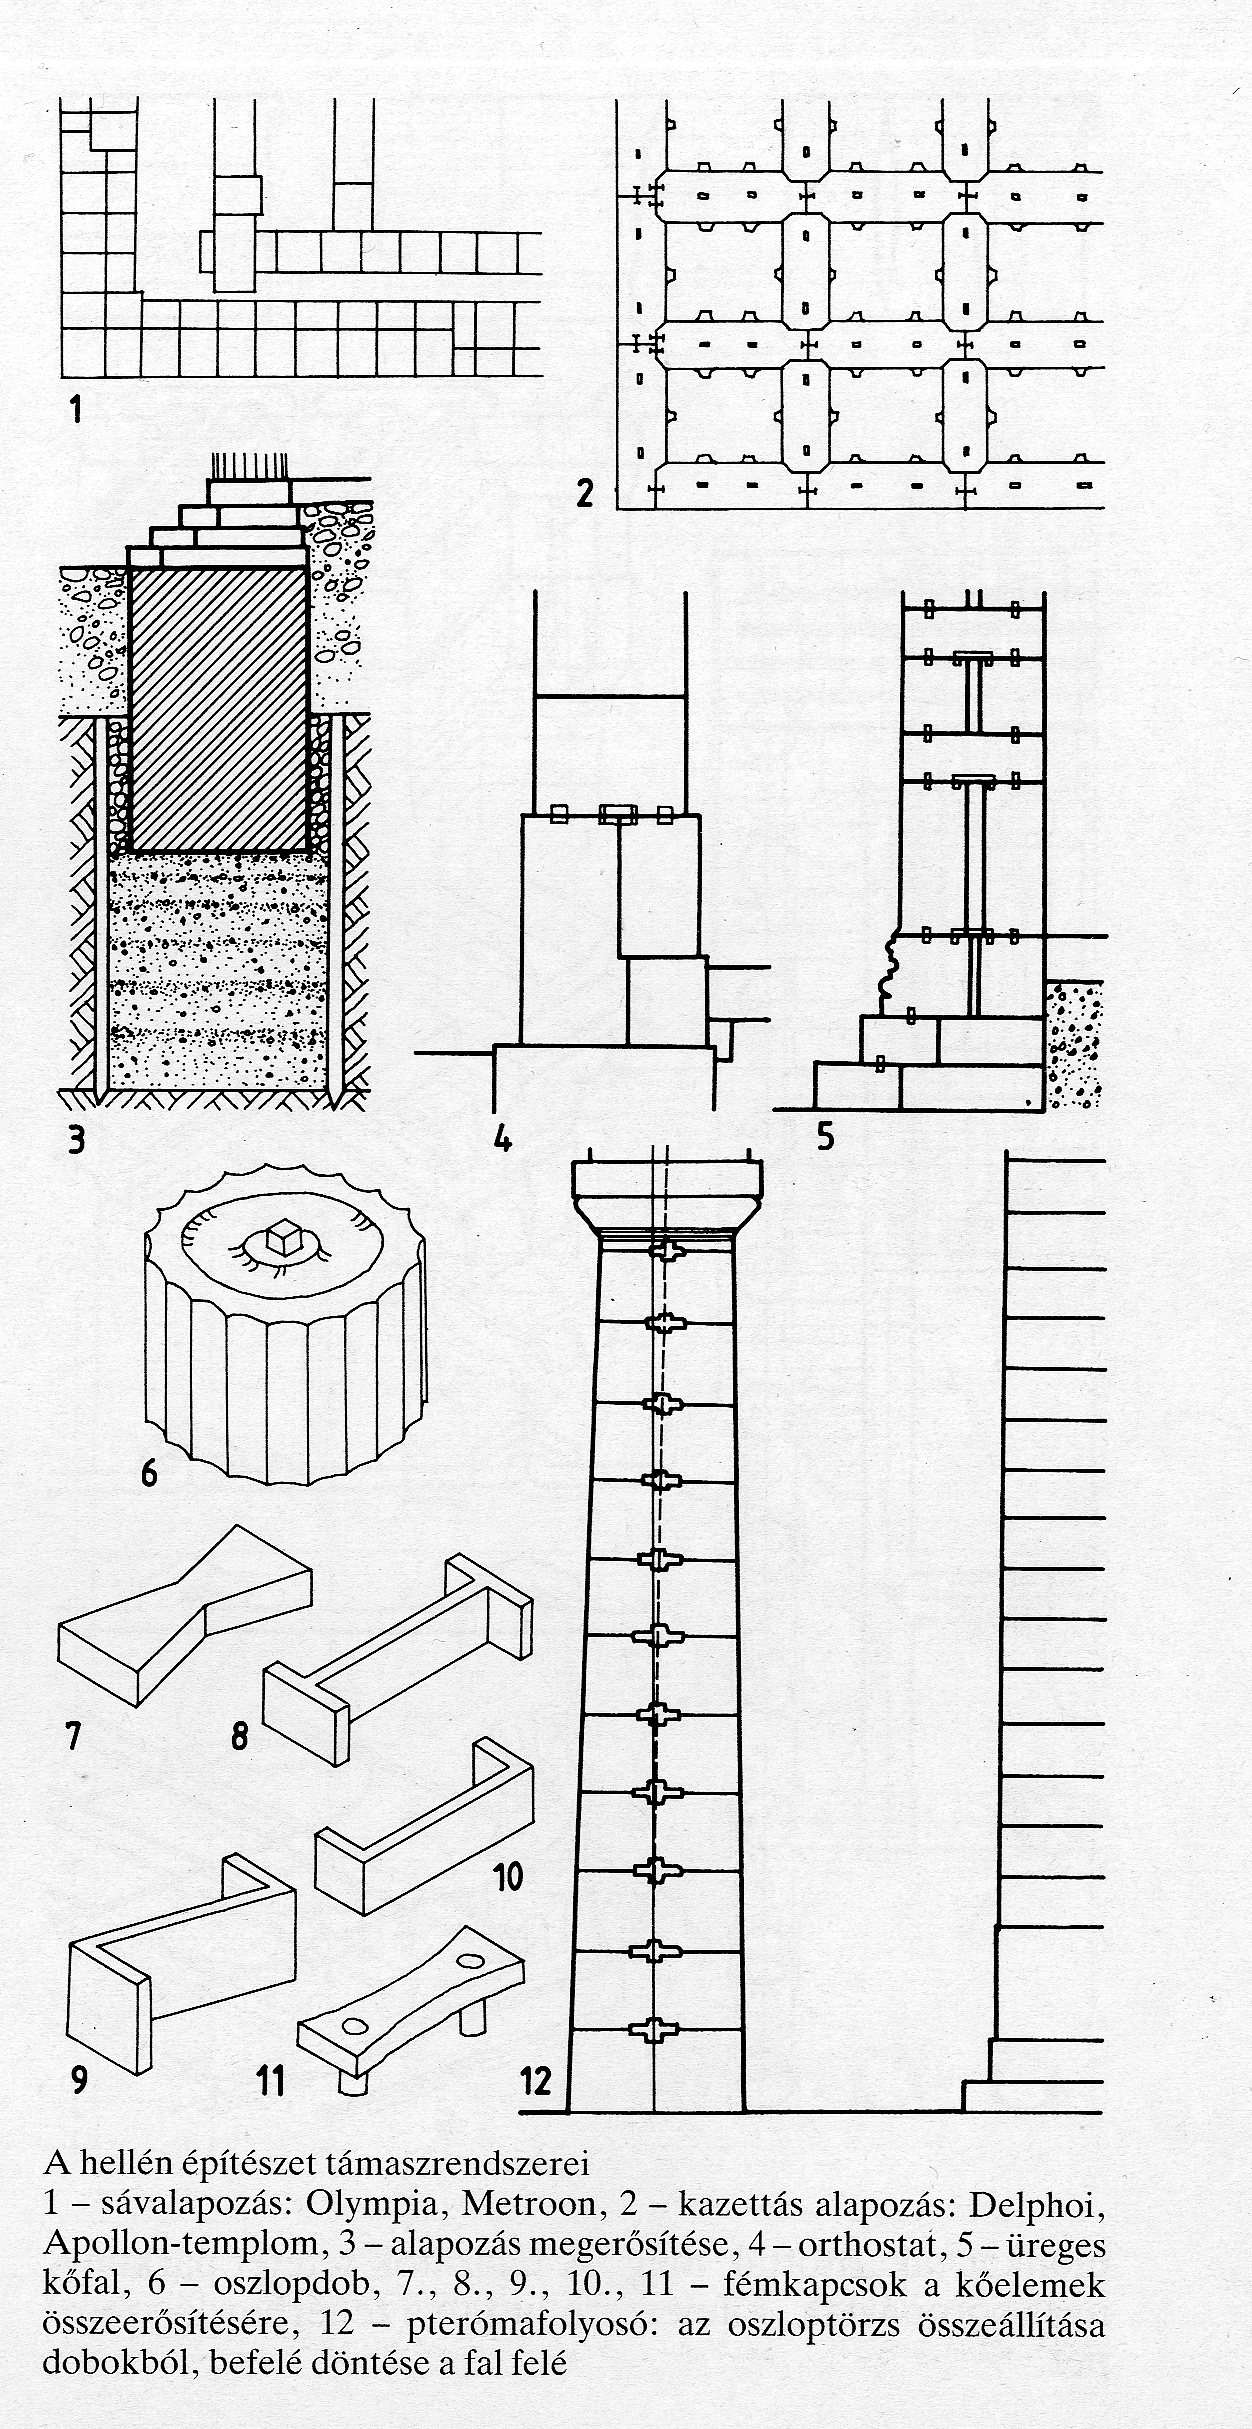 1
2
3
4
5
6
7
8
10
9
11
12
A hellén építészet támaszrendszerei
1 – sávalapozás: Olympia, Metroon, 2 – kazettás alapozás: Delphoi,
Apollon-templom, 3 – alapozás megerősítése, 4 – orthostat, 5 – üreges
kőfal, 6 – oszlopdob, 7., 8., 9., 10., 11 – fémkapcsok a kőelemek
összeerősítésére, 12 – pterómafolyosó: az oszloptörzs összeállítása
dobokból, befelé döntése a fal felé